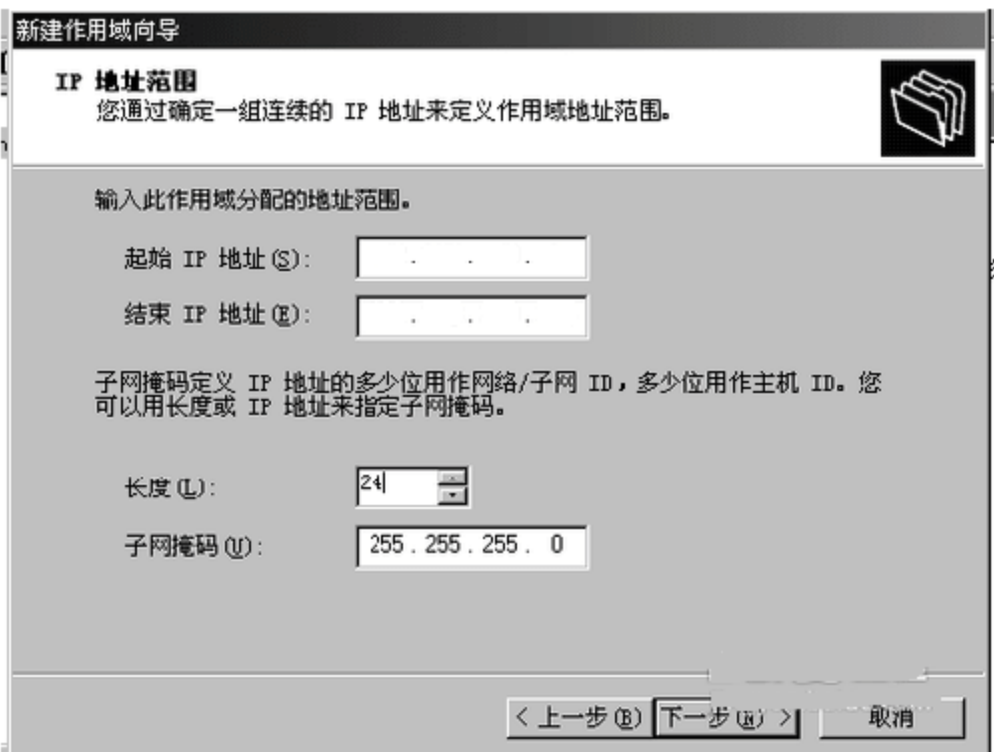 新建作用域向导
IP 地址范围
您通过确定一组连续的 IP 地址来定义作用域地址范围。
输入此作用域分配的地址范围。
起始 IP 地址(S):
. . .
结束 IP 地址(E):
. . .
子网掩码定义 IP 地址的多少位用作网络/子网 ID,多少位用作主机 ID。您
可以用长度或 IP 地址来指定子网掩码。
长度(L): 24
子网掩码(U): 255 . 255 . 255 . 0
< 上一步(B) 下一步(N) > 取消